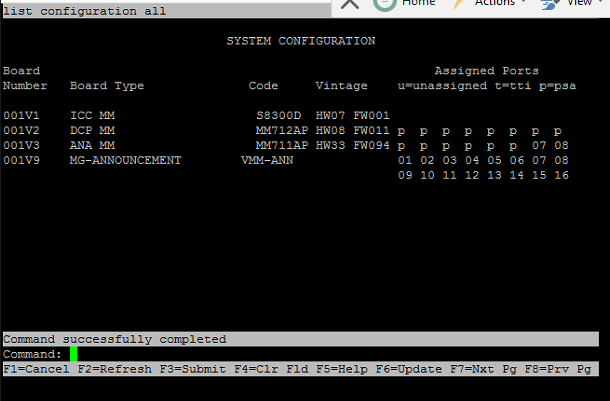 list configuration all
Home Actions View
SYSTEM CONFIGURATION
Board Assigned Ports
Number Board Type Code Vintage u=unassigned t=tti p=psa
001V1 ICC MM S8300D HW07 FW001
001V2 DCP MM MM712AP HW08 FW011 p p p p p p p p
001V3 ANA MM MM711AP HW33 FW094 p p p p p p 07 08
001V9 MG-ANNOUNCEMENT VMM-ANN 01 02 03 04 05 06 07 08
09 10 11 12 13 14 15 16
Command successfully completed
Command:
F1=Cancel F2=Refresh F3=Submit F4=Clr Fld F5=Help F6=Update F7=Nxt Pg F8=Prv Pg